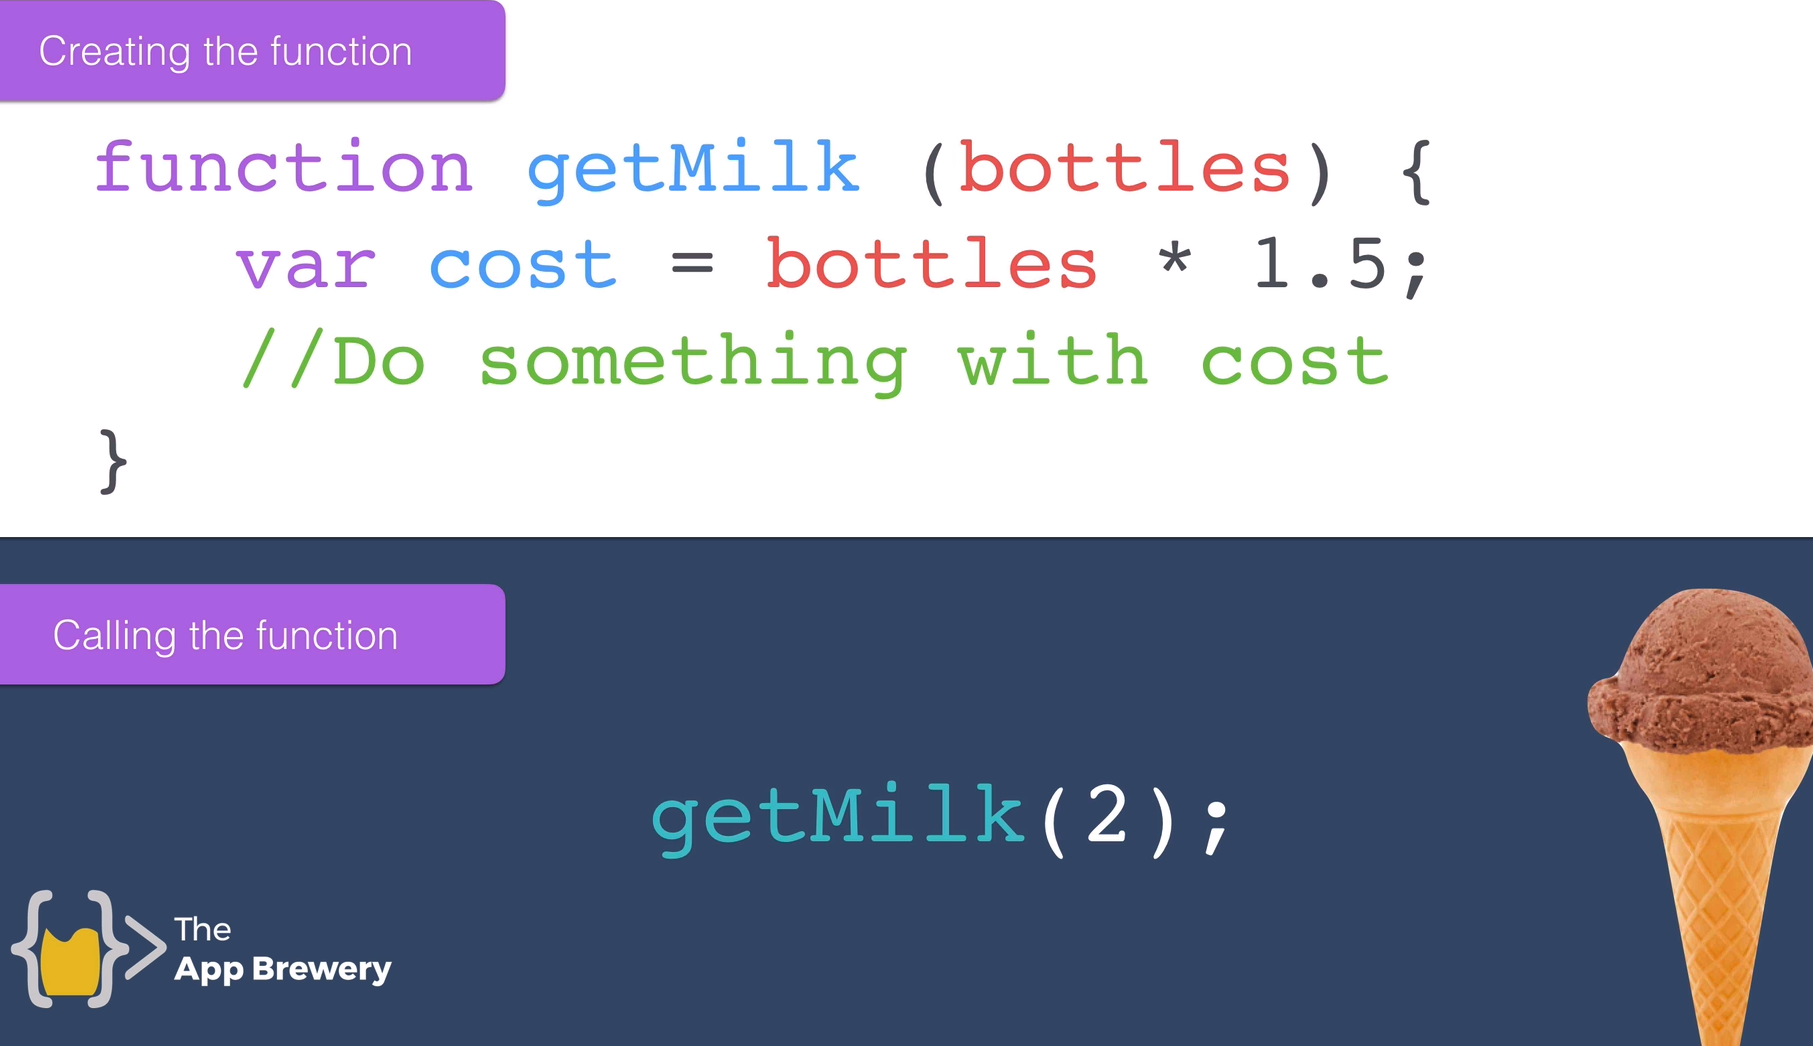 Creating the function
function getMilk (bottles) {
var cost = bottles * 1.5;
//Do something with cost
}
Calling the function
getMilk(2);
The
App Brewery